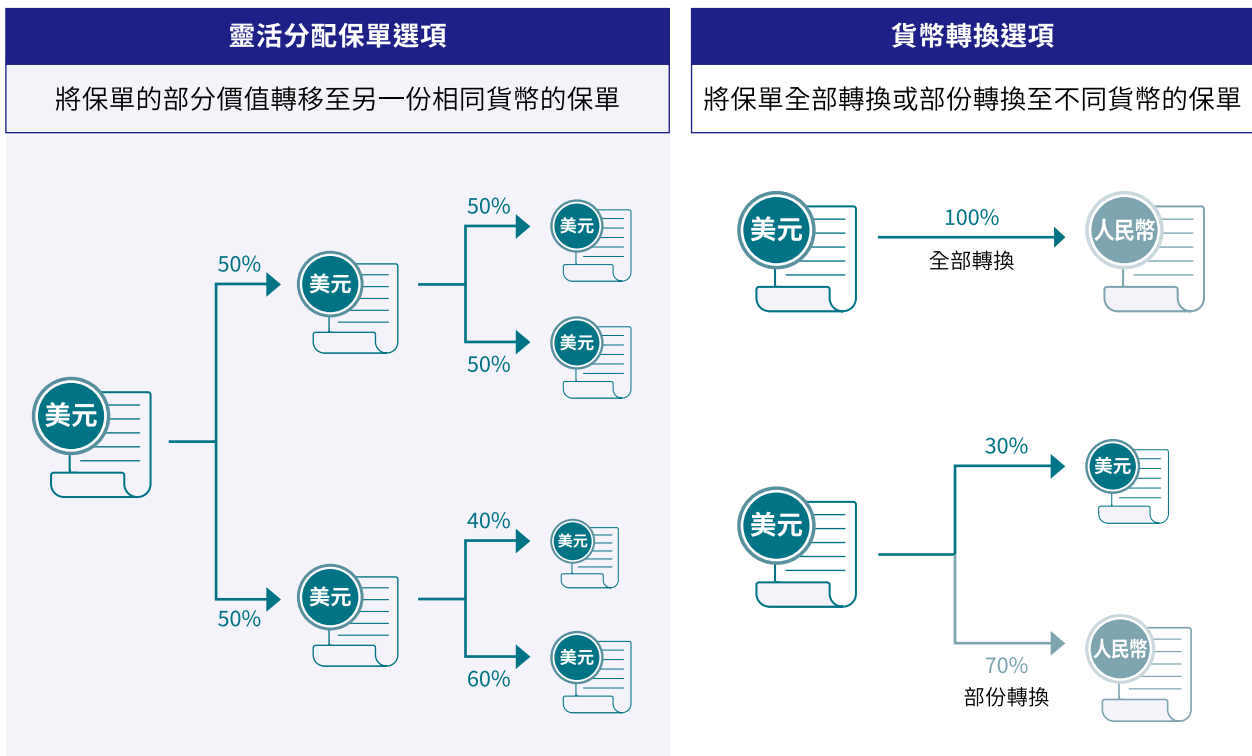 靈活分配保單選項
將保單的部分價值轉移至另一份相同貨幣的保單
50%
美元
50%
美元
美元
50%
美元
40%
美元
50%
美元
60%
美元
貨幣轉換選項
將保單全部轉換或部份轉換至不同貨幣的保單
美元
100%
全部轉換
人民幣
30%
美元
美元
人民幣
70%
部份轉換